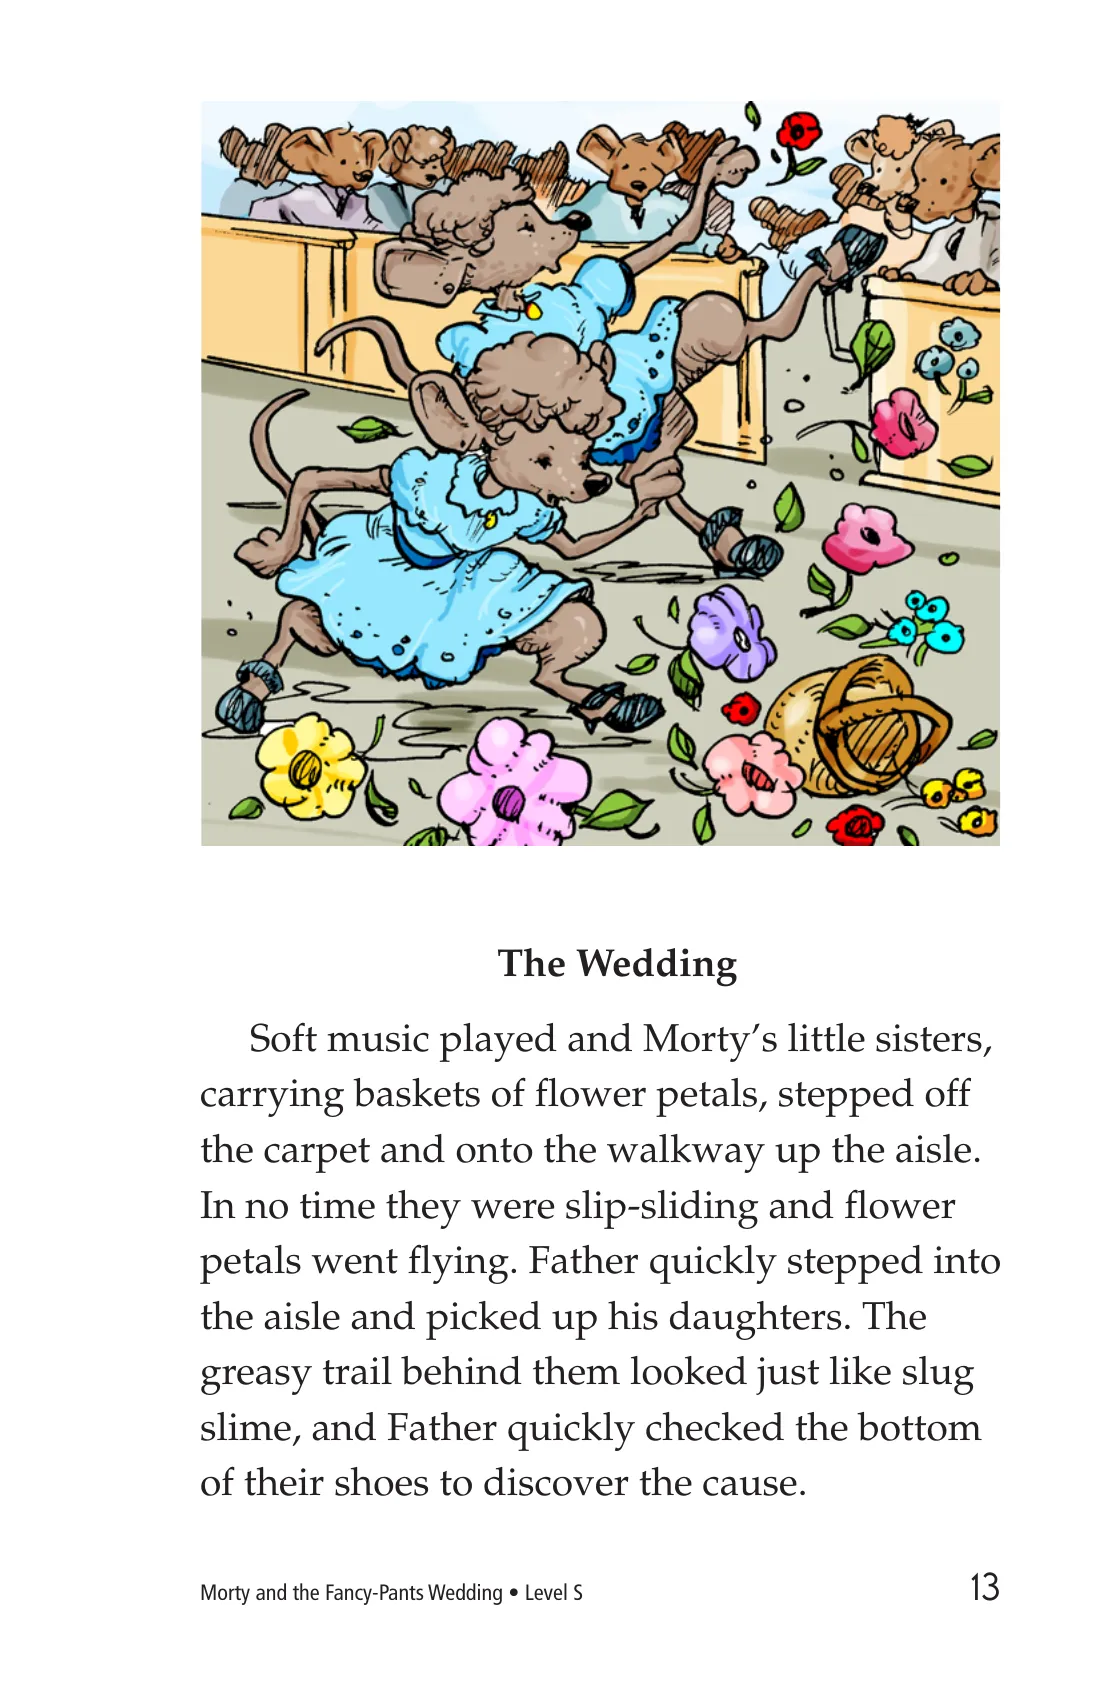 The Wedding
Soft music played and Morty’s little sisters,
carrying baskets of flower petals, stepped off
the carpet and onto the walkway up the aisle.
In no time they were slip-sliding and flower
petals went flying. Father quickly stepped into
the aisle and picked up his daughters. The
greasy trail behind them looked just like slug
slime, and Father quickly checked the bottom
of their shoes to discover the cause.
Morty and the Fancy-Pants Wedding • Level S
13